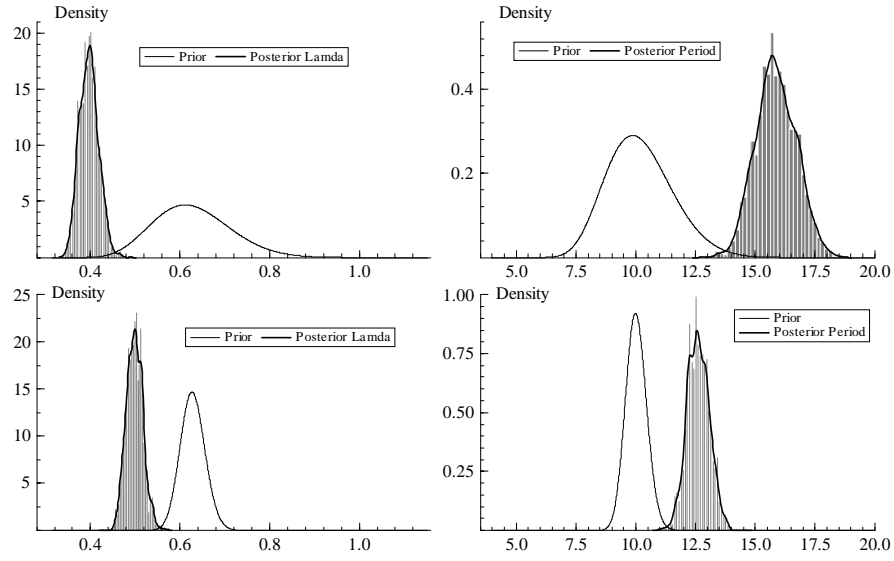 Density
Density
20
15
10
5
Prior Posterior Lamda
0.4
0.2
Prior Posterior Period
0.4 0.6 0.8 1.0
5.0 7.5 10.0 12.5 15.0 17.5 20.0
Density
Density
25
20
15
10
5
Prior Posterior Lamda
1.00
0.75
0.50
0.25
Prior
Posterior Period
0.4 0.6 0.8 1.0
5.0 7.5 10.0 12.5 15.0 17.5 20.0